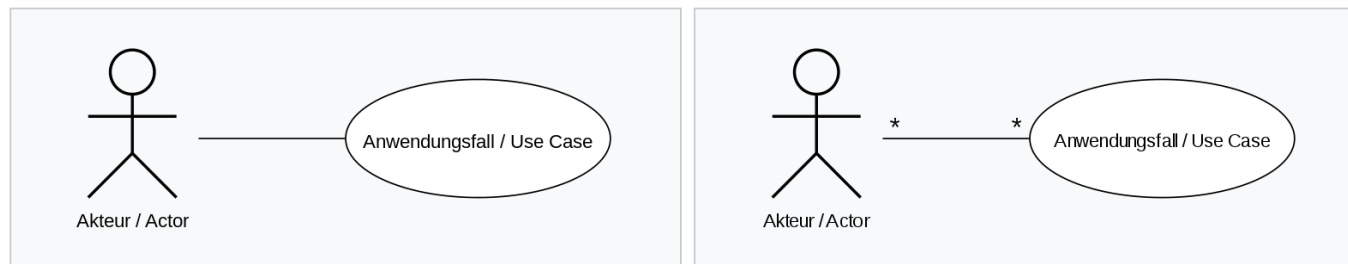 Anwendungsfall / Use Case
Akteur / Actor
* *
Anwendungsfall / Use Case
Akteur / Actor